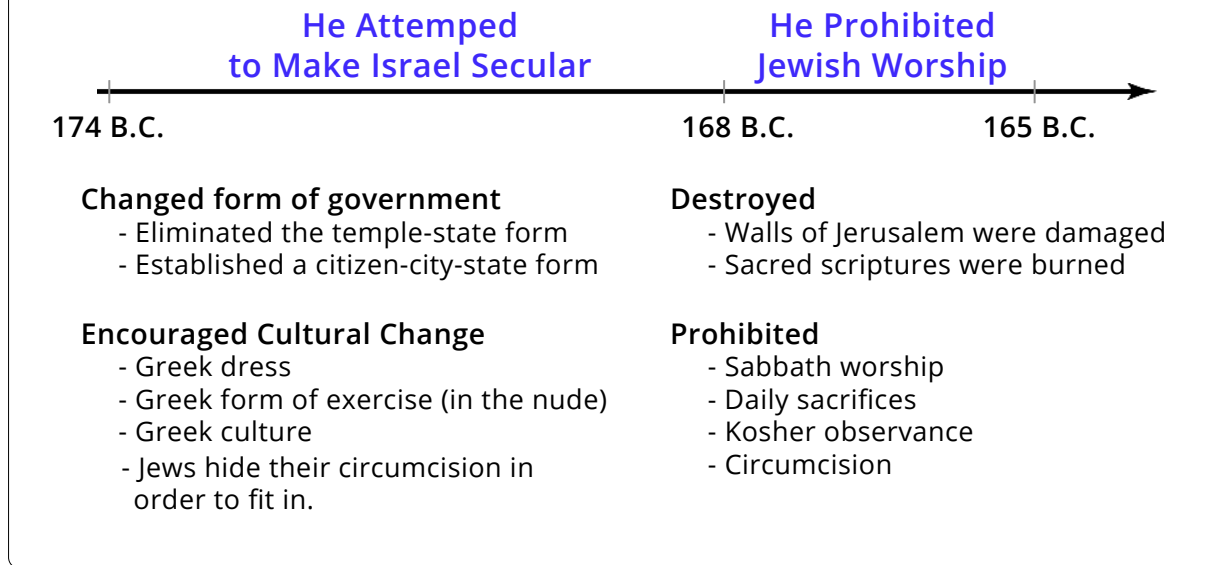 He Attemped
to Make Israel Secular
He Prohibited
Jewish Worship
174 B.C.
168 B.C.
165 B.C.
Changed form of government
- Eliminated the temple-state form
- Established a citizen-city-state form
Encouraged Cultural Change
- Greek dress
- Greek form of exercise (in the nude)
- Greek culture
- Jews hide their circumcision in
order to fit in.
Destroyed
- Walls of Jerusalem were damaged
- Sacred scriptures were burned
Prohibited
- Sabbath worship
- Daily sacrifices
- Kosher observance
- Circumcision